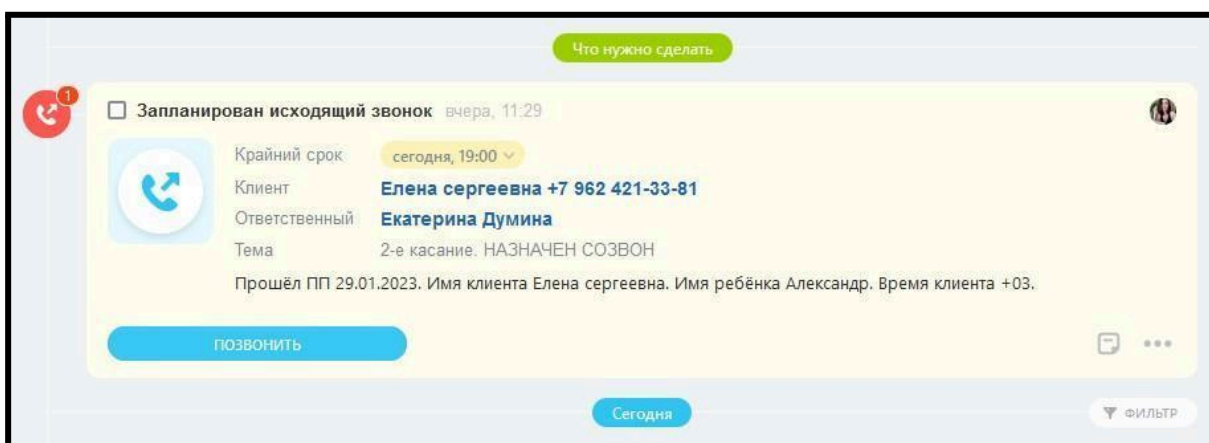 Что нужно сделать
1
Запланирован исходящий звонок вчера, 11:29
Крайний срок сегодня, 19:00
Клиент Елена сергеевна +7 962 421-33-81
Ответственный Екатерина Думина
Тема 2-е касание. НАЗНАЧЕН СОЗВОН
Прошёл ПП 29.01.2023. Имя клиента Елена сергеевна. Имя ребёнка Александр. Время клиента +03.
ПОЗВОНИТЬ
Сегодня
ФИЛЬТР